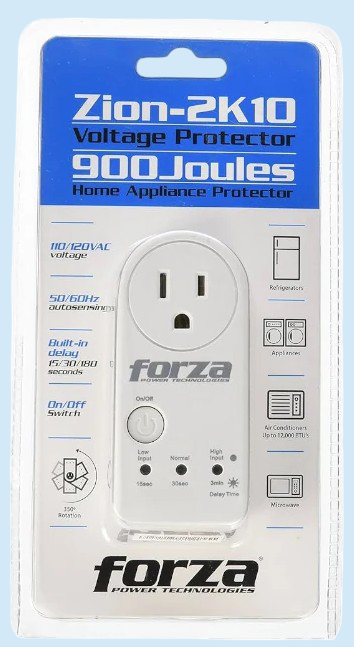 Zion-2K10
Voltage Protector
900Joules
Home Appliance Protector
110/120VAC
voltage
50/60Hz
autosensing
Built-in
delay
15/30/180
seconds
On/Off
Switch
350º
Rotation
forza
POWER TECHNOLOGIES
On/Off
Low
Input
Normal
High
Input
15sec
30sec
3min
Delay Time
Refrigerators
Appliances
Air Conditioners
Up to 12,000 BTU's
Microwave
forza®
POWER TECHNOLOGIES